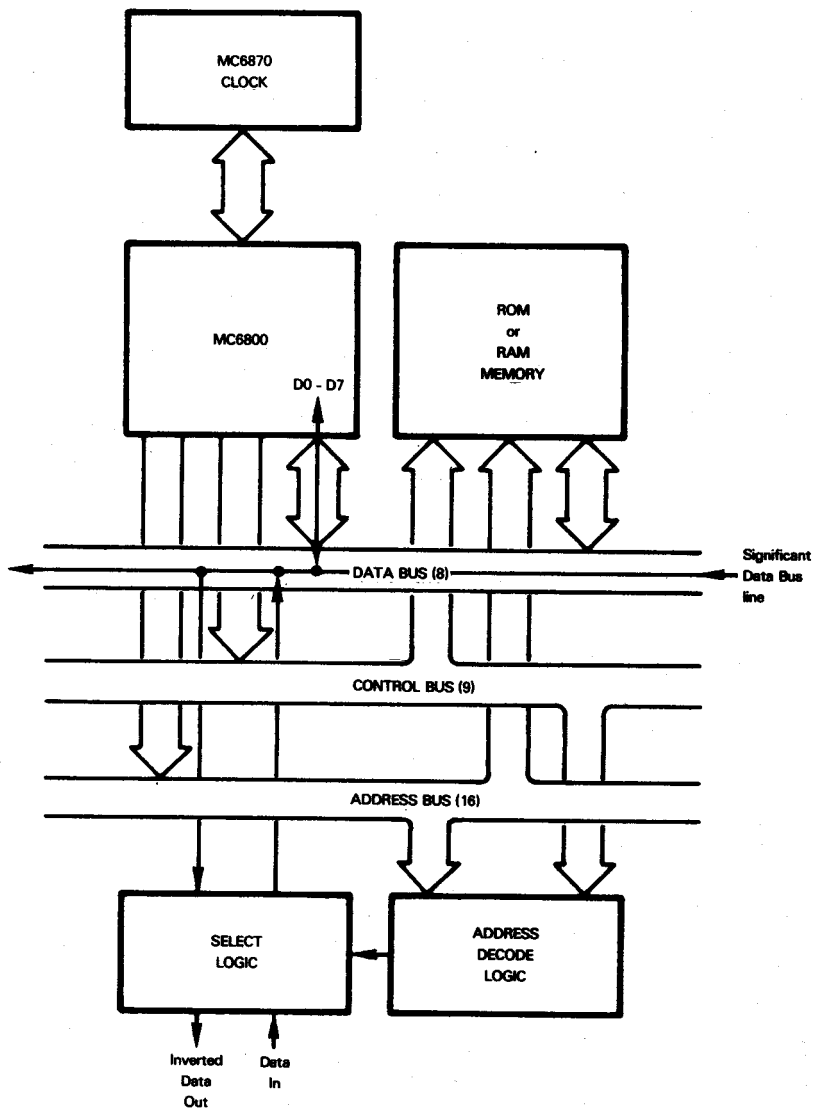 MC6870
CLOCK
MC6800
D0 - D7
ROM
or
RAM
MEMORY
DATA BUS (8)
Significant
Data Bus
line
CONTROL BUS (9)
ADDRESS BUS (16)
SELECT
LOGIC
ADDRESS
DECODE
LOGIC
Inverted
Data
Out
Data
In